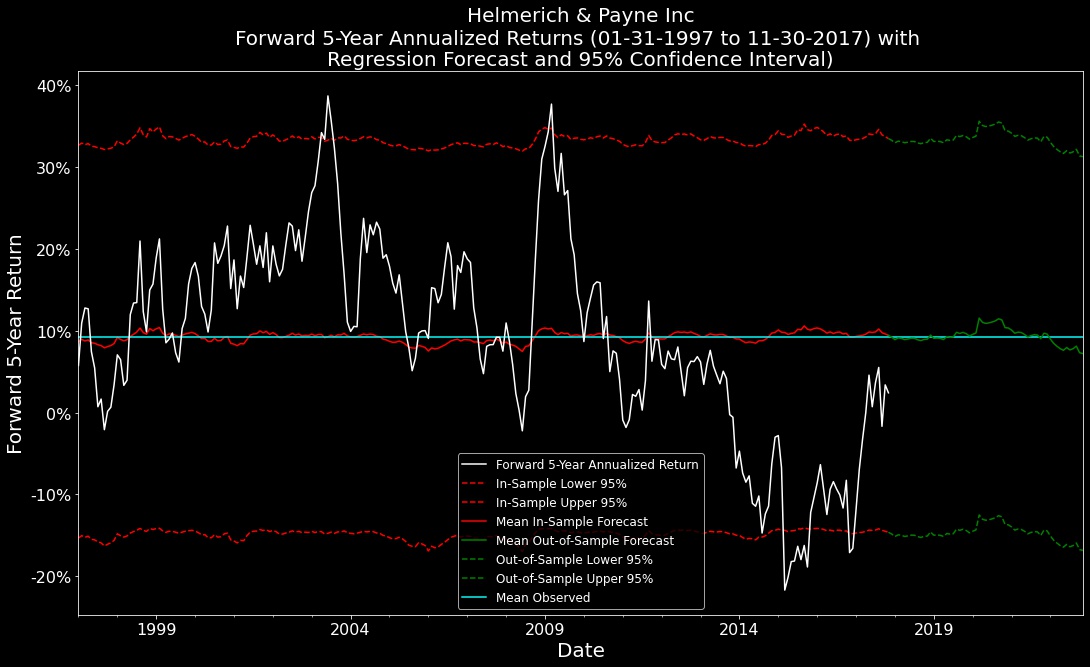 Helmerich & Payne Inc
Forward 5-Year Annualized Returns (01-31-1997 to 11-30-2017) with
Regression Forecast and 95% Confidence Interval)
Forward 5-Year Return
40%
30%
20%
10%
0%
-10%
-20%
Forward 5-Year Annualized Return
In-Sample Lower 95%
In-Sample Upper 95%
Mean In-Sample Forecast
Mean Out-of-Sample Forecast
Out-of-Sample Lower 95%
Out-of-Sample Upper 95%
Mean Observed
1999 2004 2009 2014 2019
Date